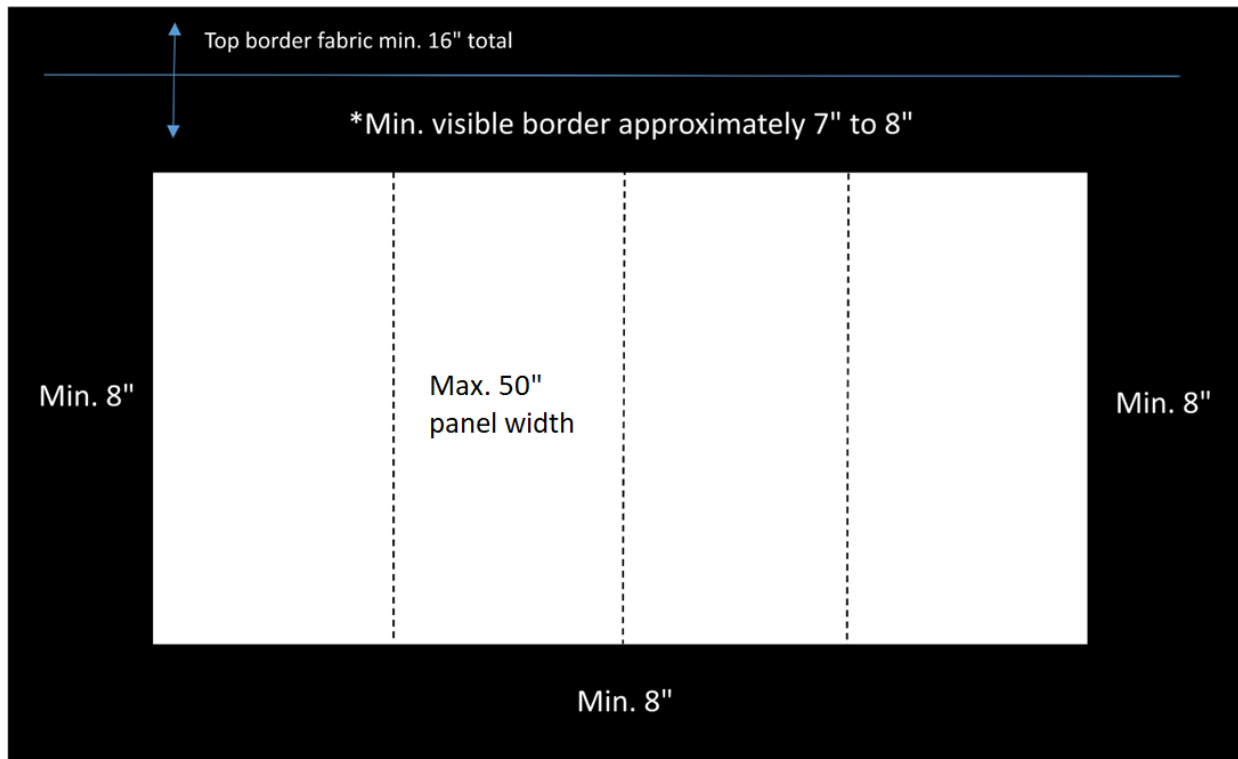 Top border fabric min. 16" total
*Min. visible border approximately 7" to 8"
Min. 8"
Max. 50"
panel width
Min. 8"
Min. 8"